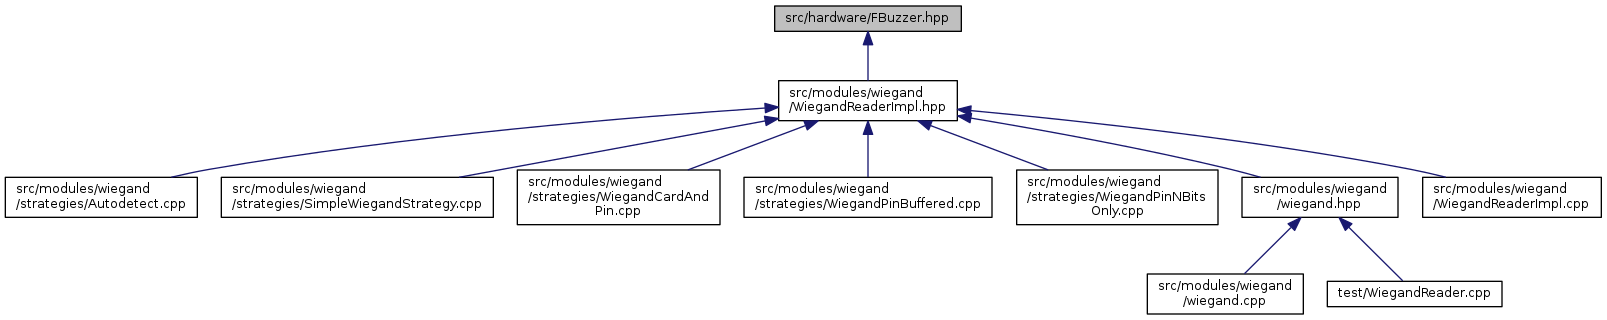 src/hardware/FBuzzer.hpp
src/modules/wiegand
/WiegandReaderImpl.hpp
src/modules/wiegand
/strategies/Autodetect.cpp
src/modules/wiegand
/strategies/SimpleWiegandStrategy.cpp
src/modules/wiegand
/strategies/WiegandCardAnd
Pin.cpp
src/modules/wiegand
/strategies/WiegandPinBuffered.cpp
src/modules/wiegand
/strategies/WiegandPinNBits
Only.cpp
src/modules/wiegand
/wiegand.hpp
src/modules/wiegand
/WiegandReaderImpl.cpp
src/modules/wiegand
/wiegand.cpp
test/WiegandReader.cpp